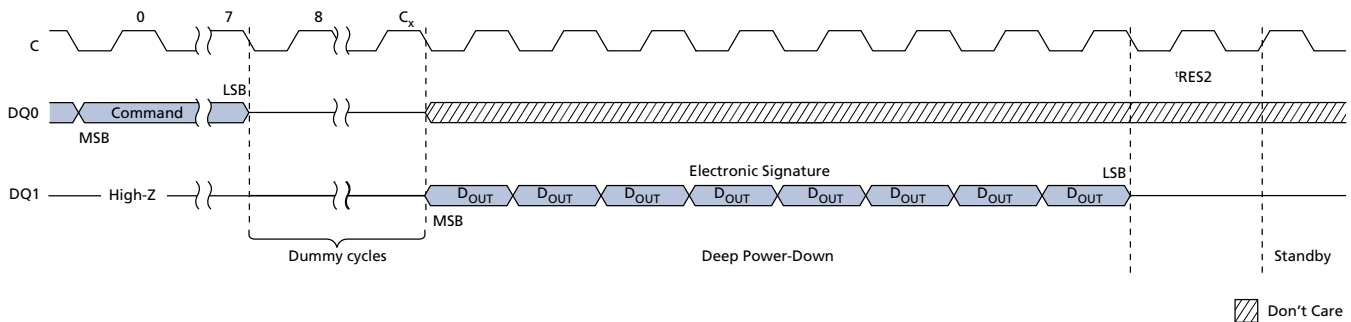 0 7 8 Cx
C
tRES2
LSB
DQ0 Command
MSB
Electronic Signature LSB
DQ1 High-Z DOUT DOUT DOUT DOUT DOUT DOUT DOUT DOUT
MSB
Dummy cycles Deep Power-Down Standby
Don't Care